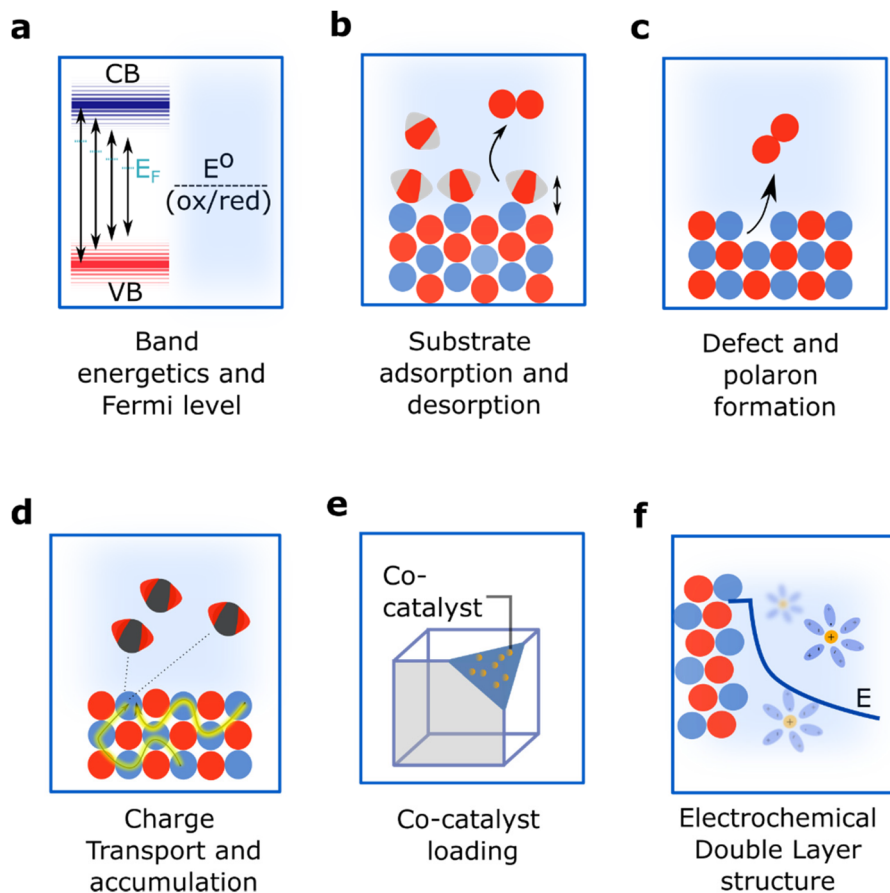 a
CB
E_F
E^o
(ox/red)
VB
Band
energetics and
Fermi level
b
Substrate
adsorption and
desorption
c
Defect and
polaron
formation
d
Charge
Transport and
accumulation
e
Co-
catalyst
Co-catalyst
loading
f
+
+
+
E
Electrochemical
Double Layer
structure